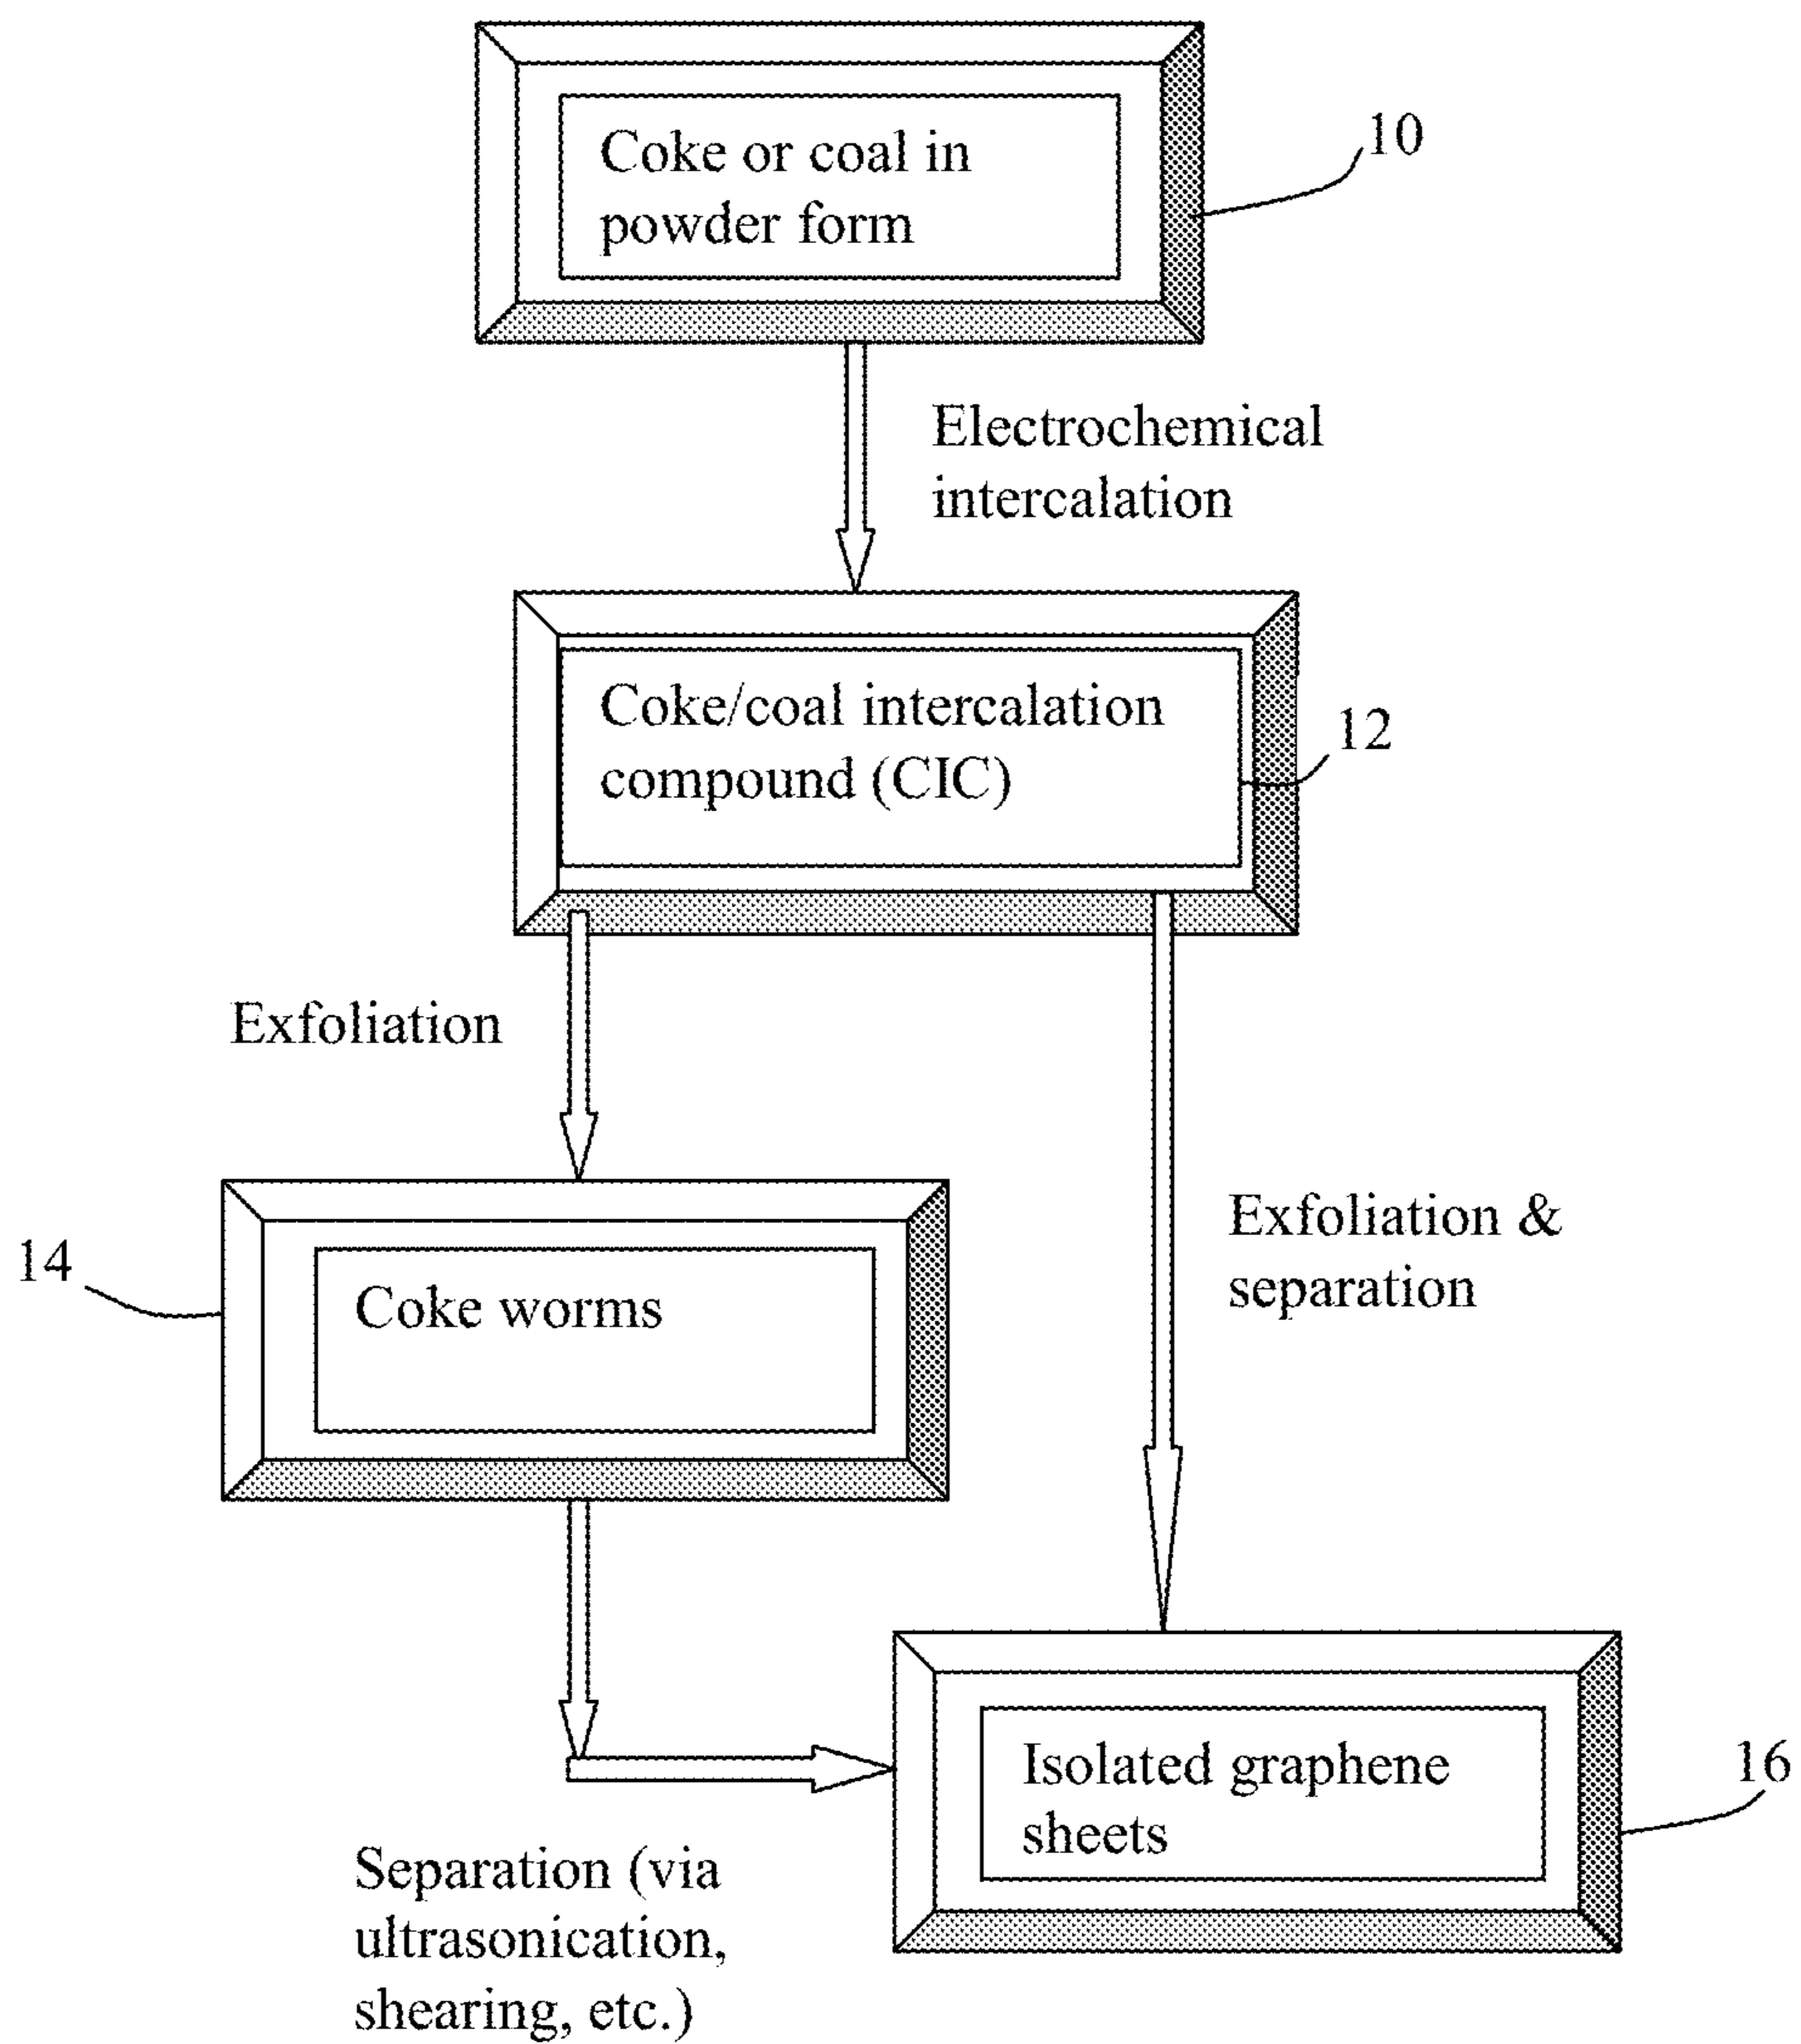 Coke or coal in
powder form
10
Electrochemical
intercalation
Coke/coal intercalation
compound (CIC)
12
Exfoliation
Exfoliation &
separation
14
Coke worms
Isolated graphene
sheets
16
Separation (via
ultrasonication,
shearing, etc.)